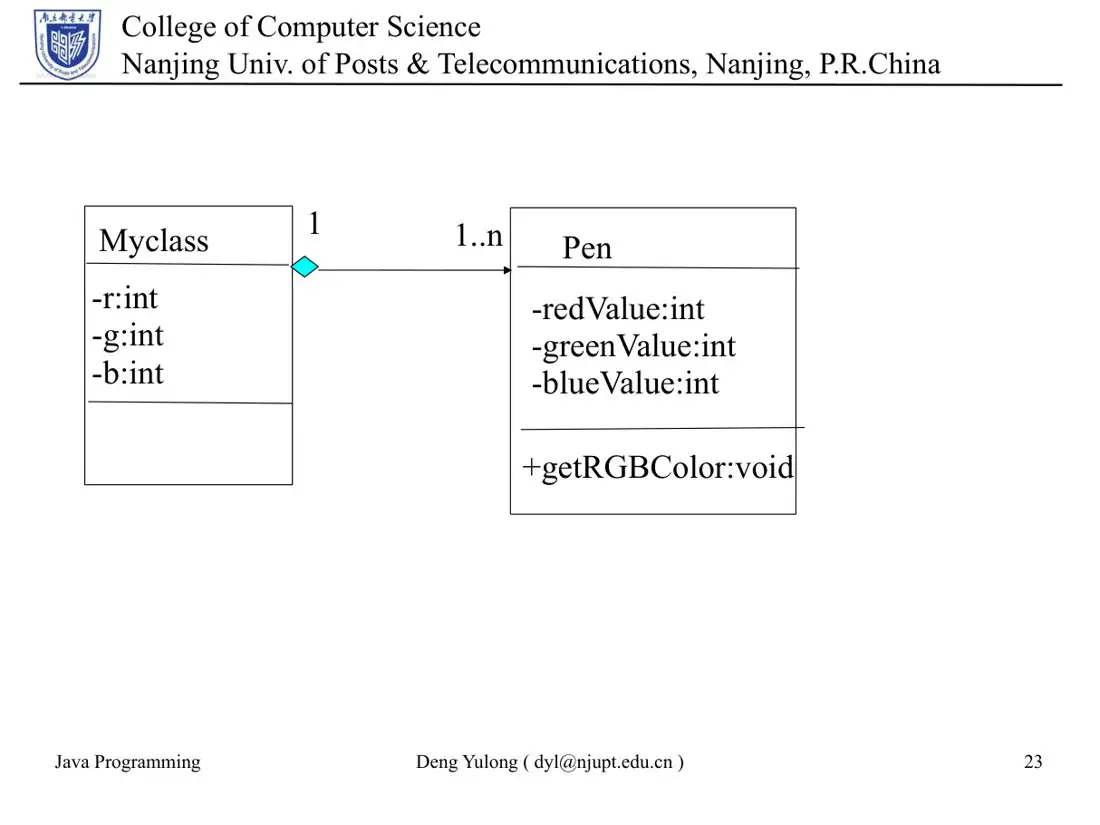 College of Computer Science
Nanjing Univ. of Posts & Telecommunications, Nanjing, P.R.China
Myclass
-r:int
-g:int
-b:int
1
1..n
Pen
-redValue:int
-greenValue:int
-blueValue:int
+getRGBColor:void
Java Programming
Deng Yulong ( dyl@njupt.edu.cn )
23